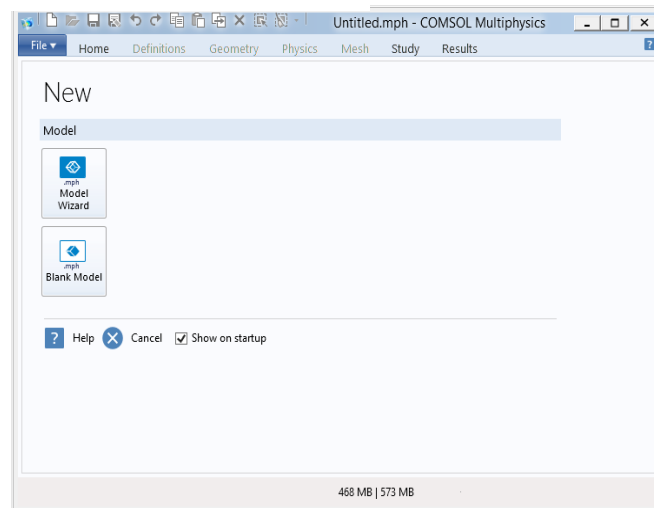 Untitled.mph - COMSOL Multiphysics
File Home Definitions Geometry Physics Mesh Study Results ?
New
Model
.mph
Model
Wizard
.mph
Blank Model
? Help Cancel Show on startup
468 MB | 573 MB